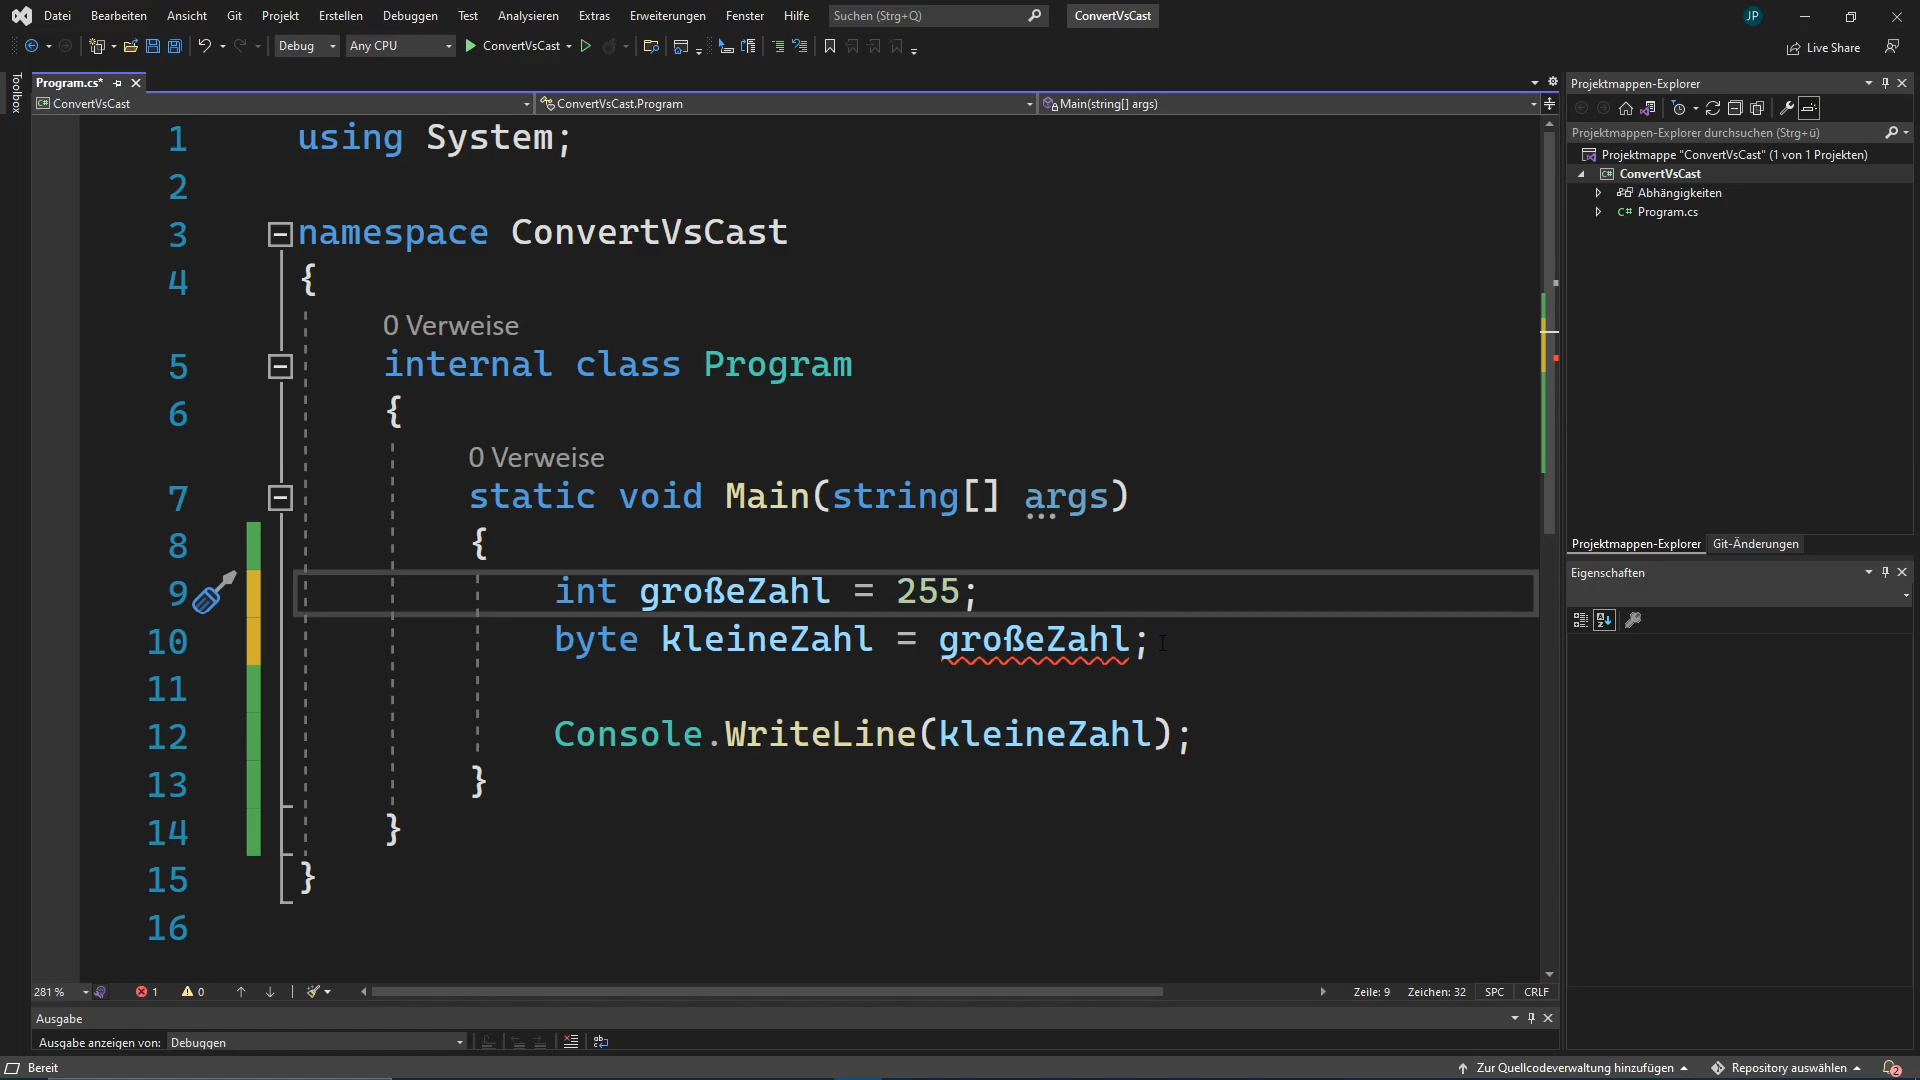 Datei Bearbeiten Ansicht Git Projekt Erstellen Debuggen Test Analysieren Extras Erweiterungen Fenster Hilfe Suchen (Strg+Q) ConvertVsCast JP
Debug Any CPU ConvertVsCast Live Share
Toolbox
Program.cs*
ConvertVsCast ConvertVsCast.Program Main(string[] args)
1 using System;
2
3 namespace ConvertVsCast
4 {
0 Verweise
5 internal class Program
6 {
0 Verweise
7 static void Main(string[] args)
8 {
9 int großeZahl = 255;
10 byte kleineZahl = großeZahl;
11
12 Console.WriteLine(kleineZahl);
13 }
14 }
15 }
16
281 % 1 0 Zeile: 9 Zeichen: 32 SPC CRLF
Ausgabe
Ausgabe anzeigen von: Debuggen
Projektmappen-Explorer
Projektmappen-Explorer durchsuchen (Strg+ü)
Projektmappe "ConvertVsCast" (1 von 1 Projekten)
C# ConvertVsCast
Abhängigkeiten
C# Program.cs
Projektmappen-Explorer Git-Änderungen
Eigenschaften
Bereit Zur Quellcodeverwaltung hinzufügen Repository auswählen 2